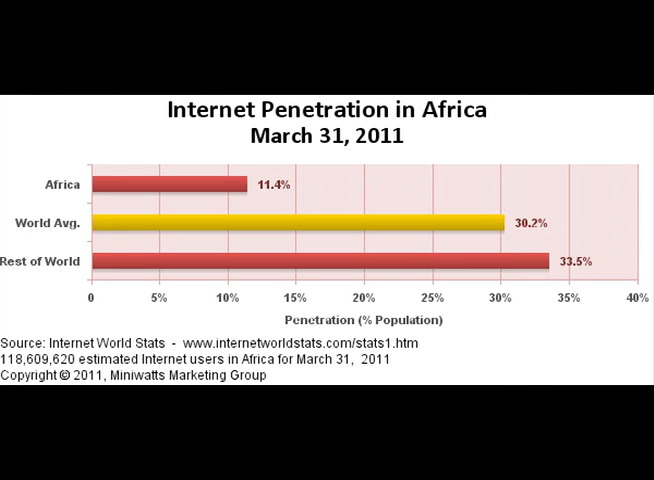 Internet Penetration in Africa
March 31, 2011
Africa
11.4%
World Avg.
30.2%
Rest of World
33.5%
0 5% 10% 15% 20% 25% 30% 35% 40%
Penetration (% Population)
Source: Internet World Stats - www.internetworldstats.com/stats1.htm
118,609,620 estimated Internet users in Africa for March 31, 2011
Copyright © 2011, Miniwatts Marketing Group